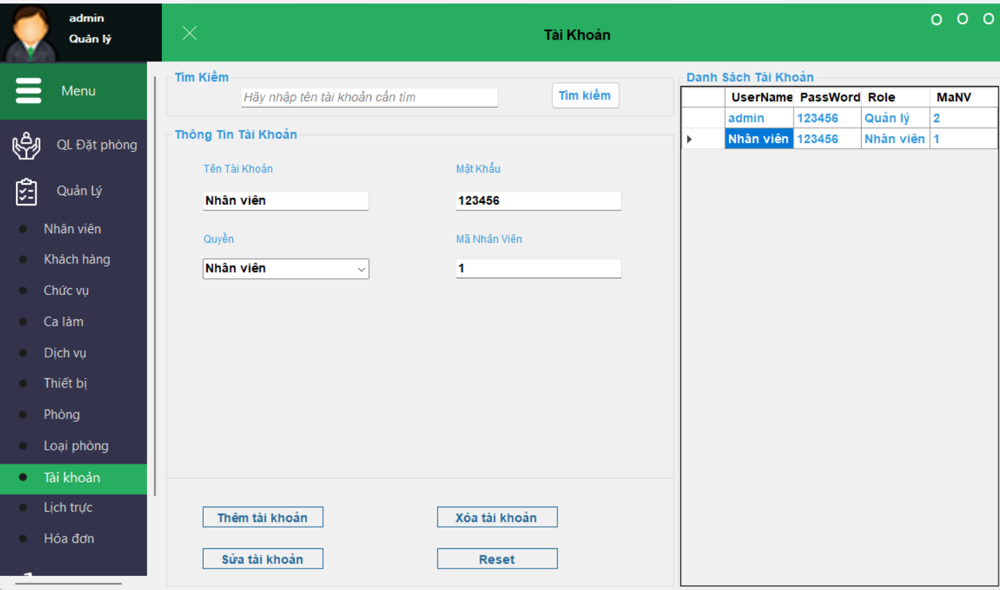 admin
Quản lý
Tài Khoản
O O O
Menu
QL Đặt phòng
Quản Lý
Nhân viên
Khách hàng
Chức vụ
Ca làm
Dịch vụ
Thiết bị
Phòng
Loại phòng
Tài khoản
Lịch trực
Hóa đơn
Tìm Kiếm
Hãy nhập tên tài khoản cần tìm
Tìm kiếm
Thông Tin Tài Khoản
Tên Tài Khoản
Mật Khẩu
Nhân viên
123456
Quyền
Mã Nhân Viên
Nhân viên
1
Thêm tài khoản
Xóa tài khoản
Sửa tài khoản
Reset
Danh Sách Tài Khoản
UserName PassWord Role MaNV
admin 123456 Quản lý 2
Nhân viên 123456 Nhân viên 1